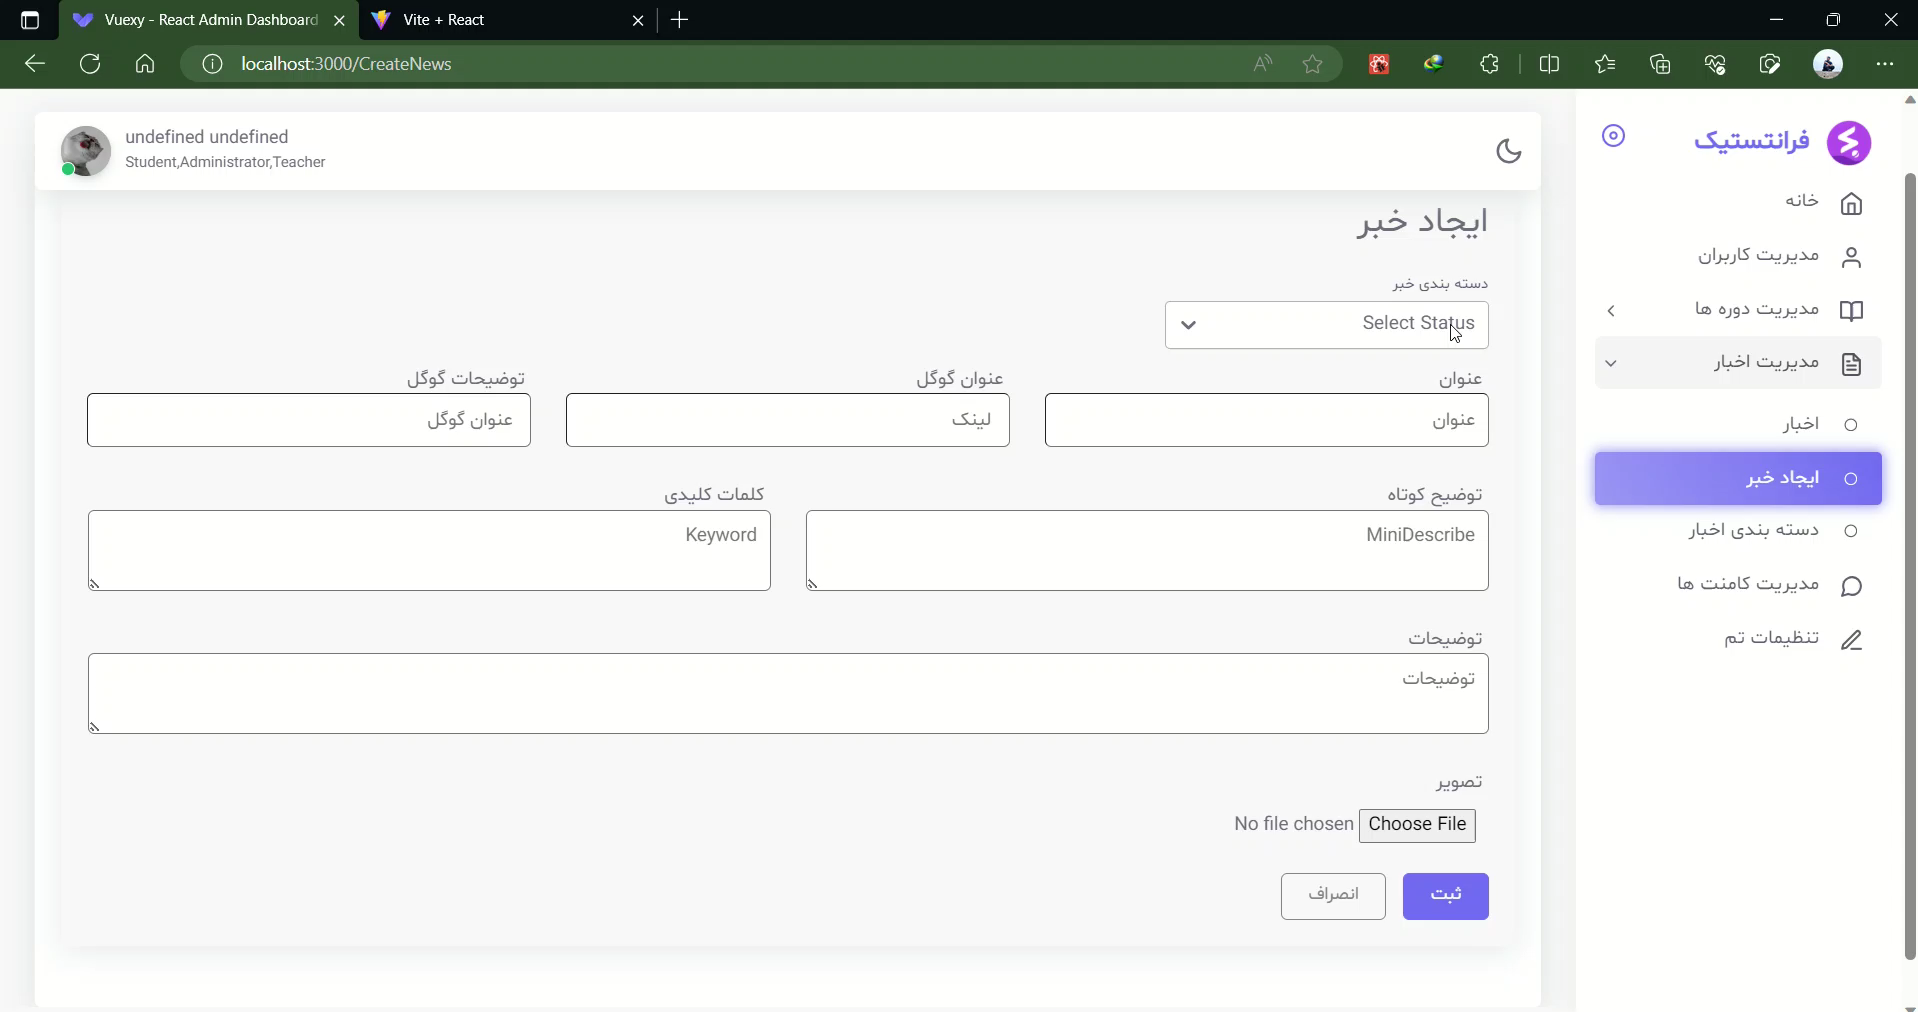 Vuexy - React Admin Dashboard
Vite + React
localhost:3000/CreateNews
undefined undefined
Student,Administrator,Teacher
فرانتستیک
خانه
مدیریت کاربران
مدیریت دوره ها
مدیریت اخبار
اخبار
ایجاد خبر
دسته بندی اخبار
مدیریت کامنت ها
تنظیمات تم
ایجاد خبر
دسته بندی خبر
Select Status
عنوان
عنوان گوگل
توضیحات گوگل
عنوان
لینک
عنوان گوگل
توضیح کوتاه
کلمات کلیدی
MiniDescribe
Keyword
توضیحات
توضیحات
تصویر
Choose File No file chosen
ثبت
انصراف